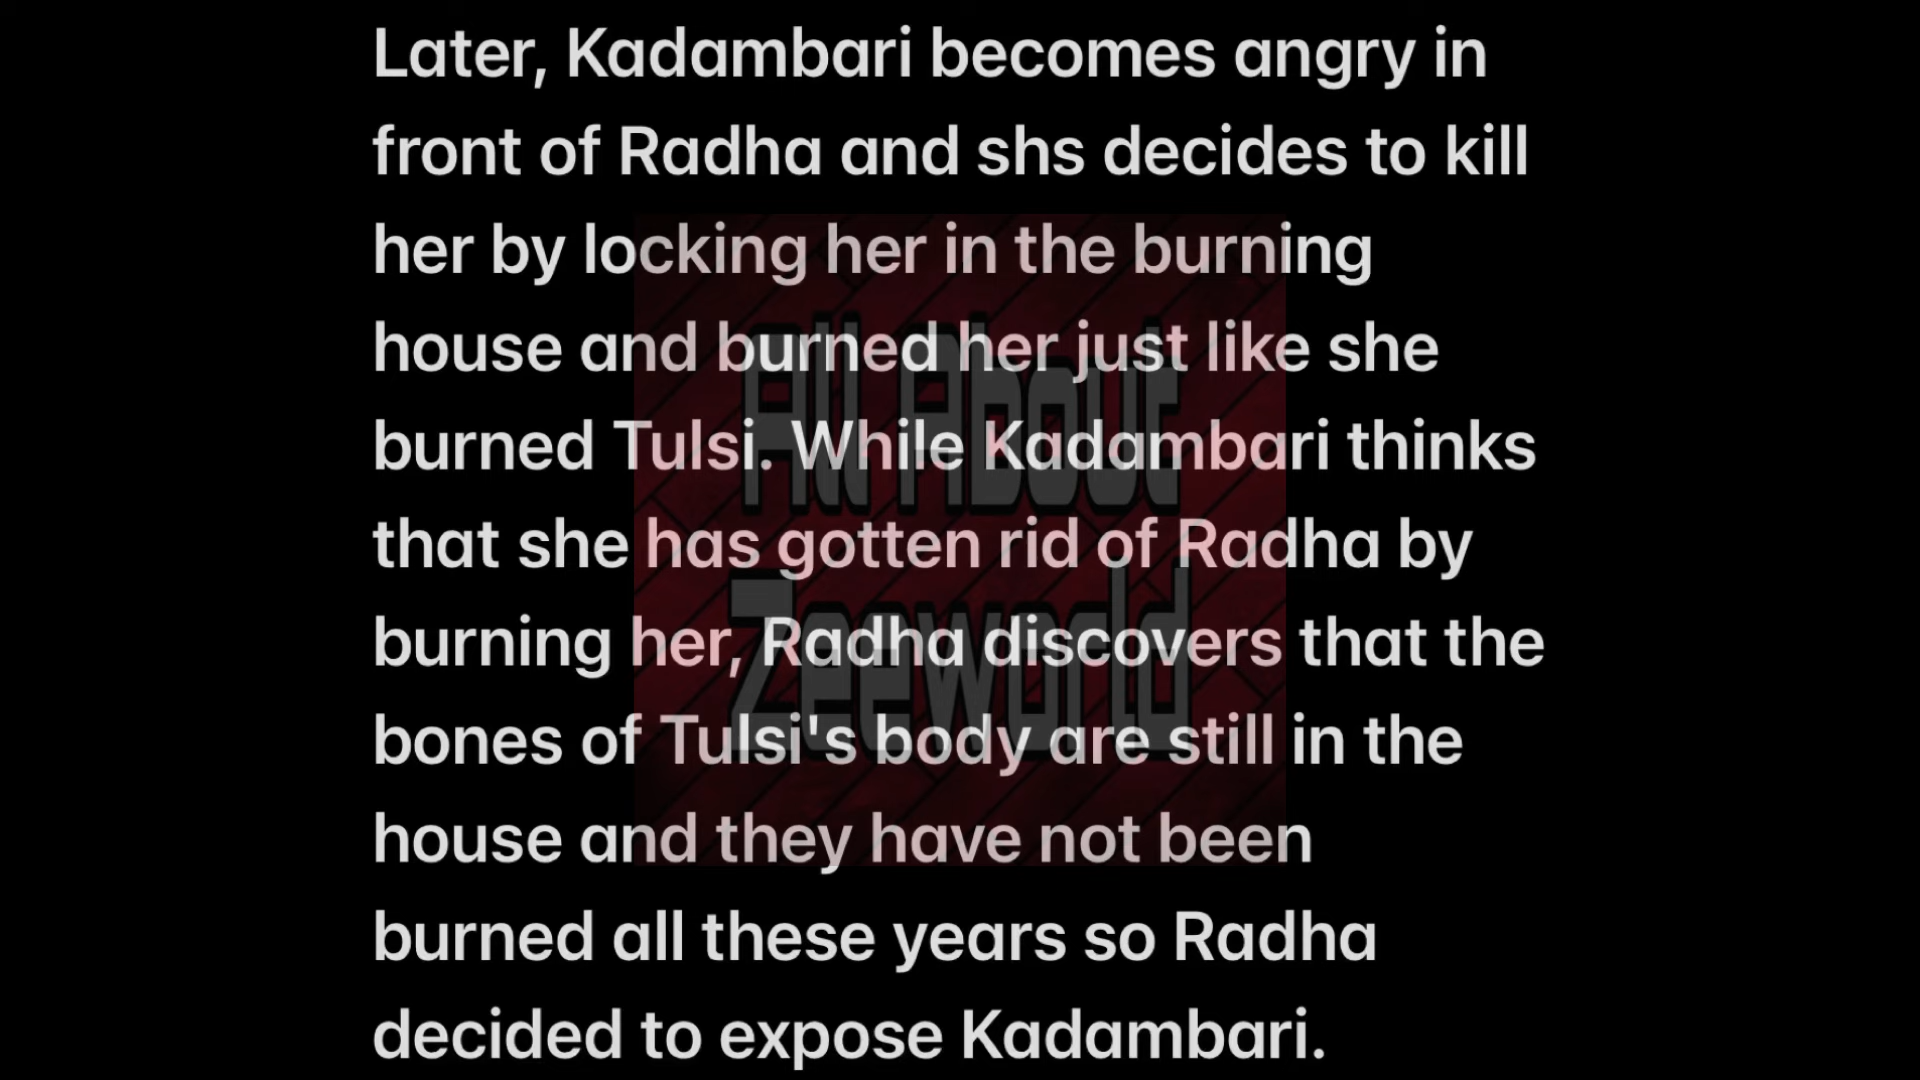 Later, Kadambari becomes angry in
front of Radha and shs decides to kill
her by locking her in the burning
house and burned her just like she
burned Tulsi. While Kadambari thinks
that she has gotten rid of Radha by
burning her, Radha discovers that the
bones of Tulsi's body are still in the
house and they have not been
burned all these years so Radha
decided to expose Kadambari.
All About
Zeeworld